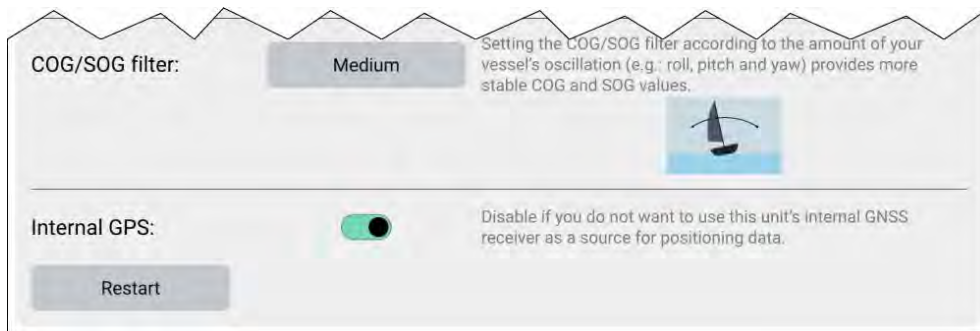 COG/SOG filter:
Medium
Setting the COG/SOG filter according to the amount of your
vessel's oscillation (e.g.: roll, pitch and yaw) provides more
stable COG and SOG values.
Internal GPS:
Disable if you do not want to use this unit's internal GNSS
receiver as a source for positioning data.
Restart